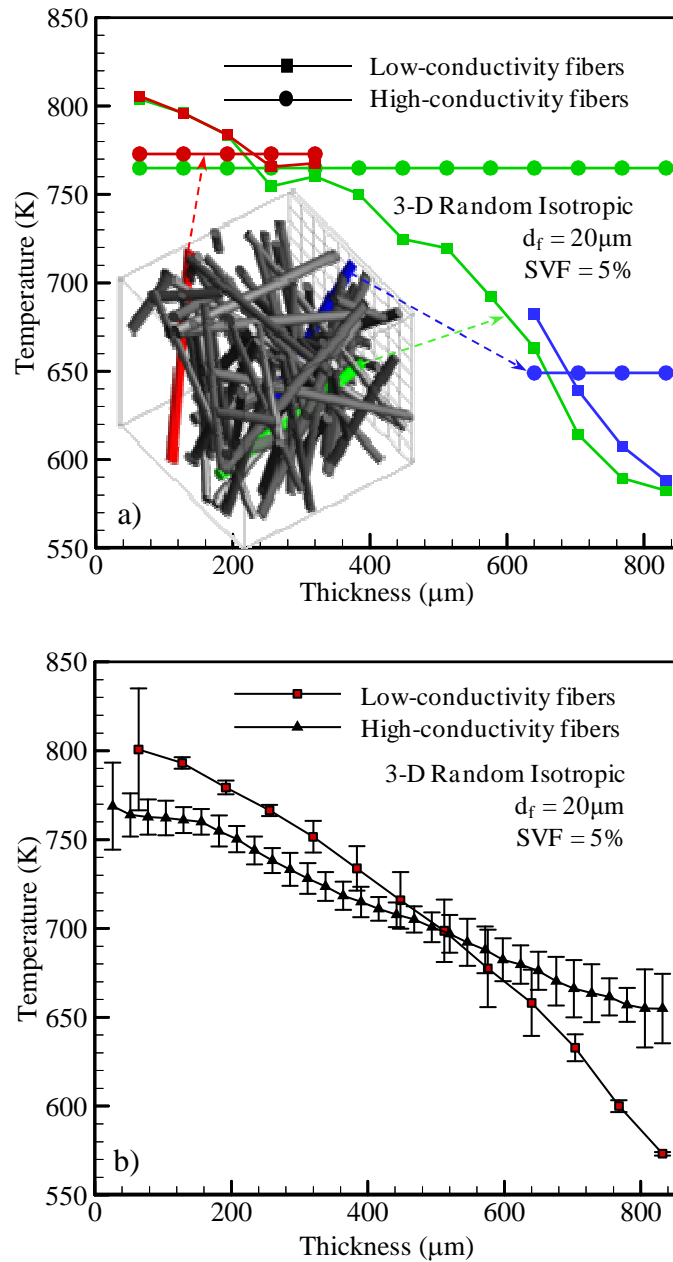 850
800
750
700
650
600
550
Temperature (K)
Low-conductivity fibers
High-conductivity fibers
3-D Random Isotropic
d_f = 20μm
SVF = 5%
a)
0
200
400
600
800
Thickness (μm)
850
800
750
700
650
600
550
Temperature (K)
Low-conductivity fibers
High-conductivity fibers
3-D Random Isotropic
d_f = 20μm
SVF = 5%
b)
0
200
400
600
800
Thickness (μm)